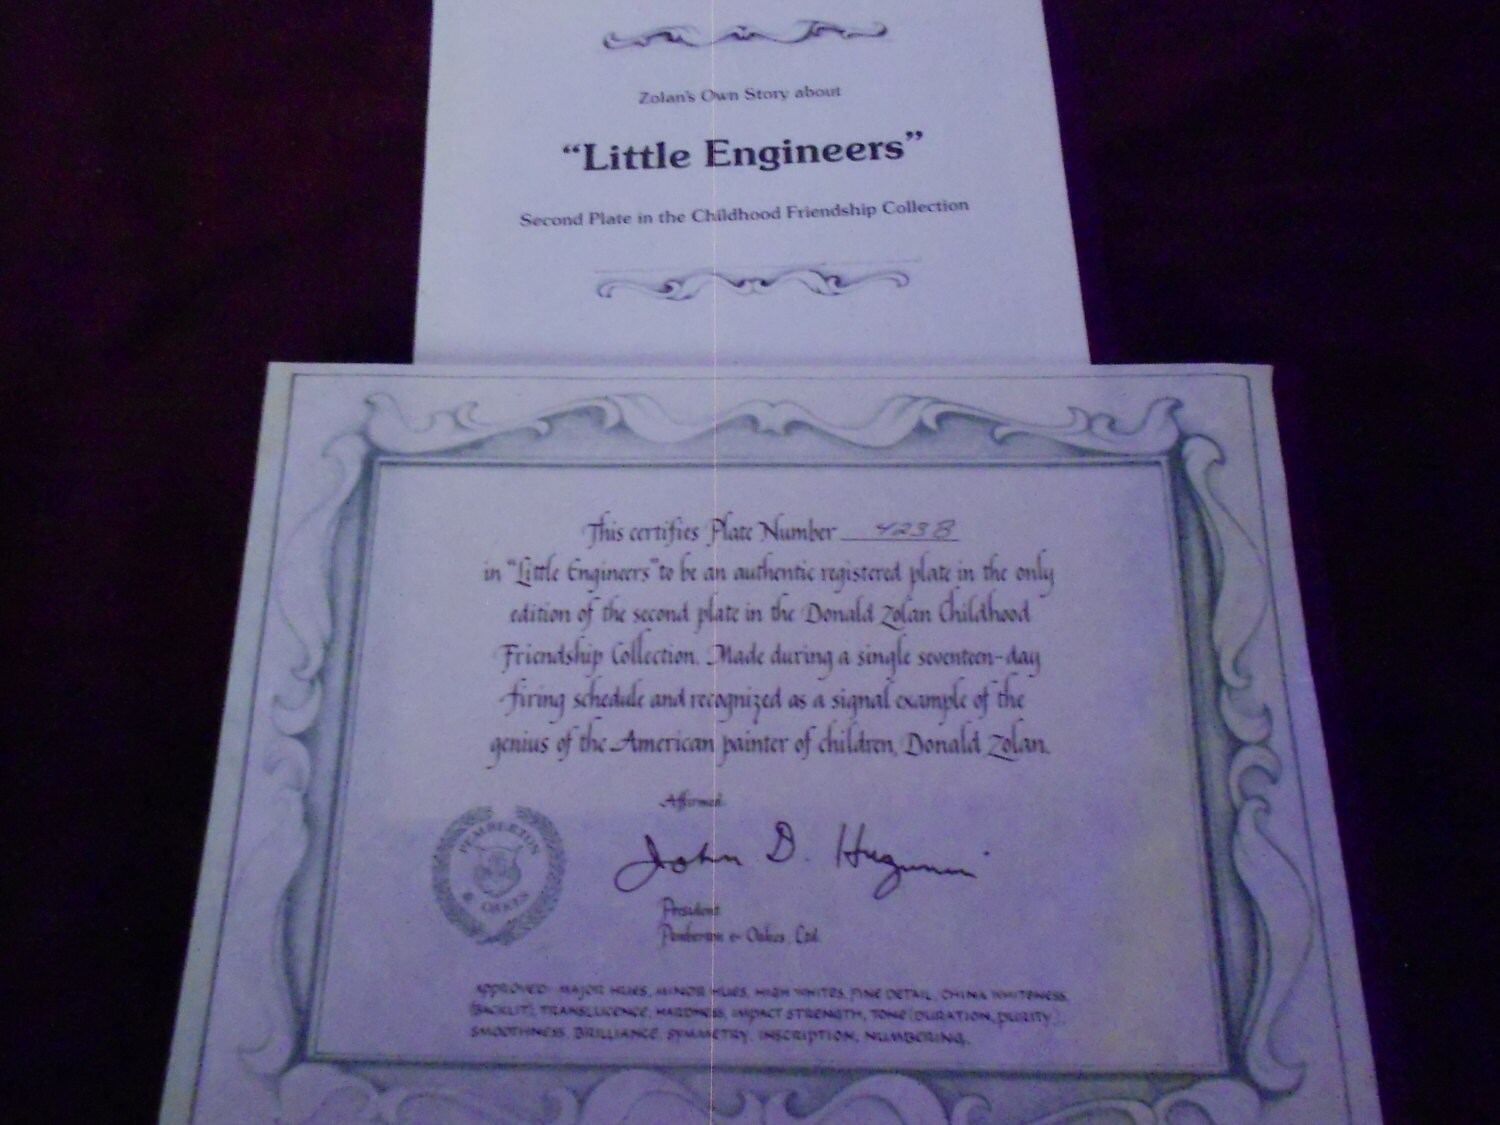 Zolan's Own Story about
“Little Engineers”
Second Plate in the Childhood Friendship Collection
This certifies Plate Number 4238
in “Little Engineers” to be an authentic registered plate in the only
edition of the second plate in the Donald Zolan Childhood
Friendship Collection. Made during a single seventeen-day
firing schedule and recognized as a signal example of the
genius of the American painter of children, Donald Zolan.
Affirmed:
PEMBERTON
& OAKES
John D. Hugunin
President
Pemberton & Oakes, Ltd.
APPROVED: MAJOR HUES, MINOR HUES, HIGH WHITES, FINE DETAIL, CHINA WHITENESS
(BACKLIT), TRANSLUCENCE, HARDNESS, IMPACT STRENGTH, TONE (DURATION, PURITY),
SMOOTHNESS, BRILLIANCE, SYMMETRY, INSCRIPTION, NUMBERING.